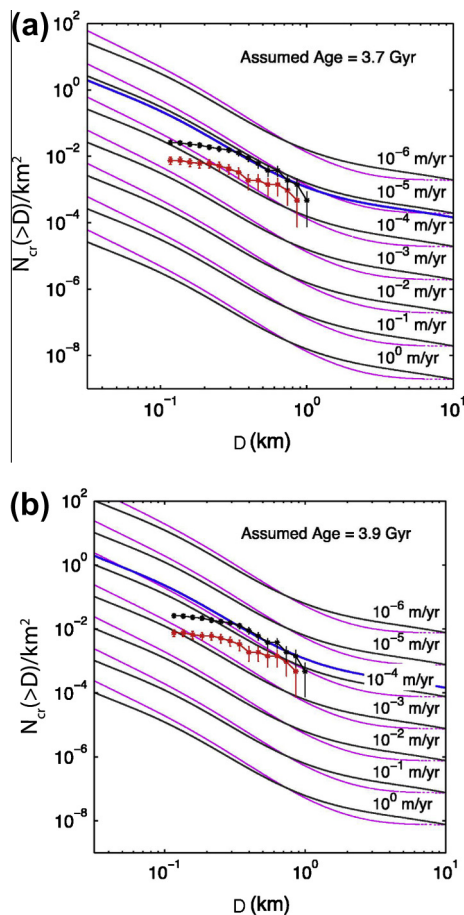 (a)
Assumed Age = 3.7 Gyr
N_cr(>D)/km²
10²
10⁰
10⁻²
10⁻⁴
10⁻⁶
10⁻⁸
10⁻⁶ m/yr
10⁻⁵ m/yr
10⁻⁴ m/yr
10⁻³ m/yr
10⁻² m/yr
10⁻¹ m/yr
10⁰ m/yr
10⁻¹
10⁰
10¹
D (km)
(b)
Assumed Age = 3.9 Gyr
N_cr(>D)/km²
10²
10⁰
10⁻²
10⁻⁴
10⁻⁶
10⁻⁸
10⁻⁶ m/yr
10⁻⁵ m/yr
10⁻⁴ m/yr
10⁻³ m/yr
10⁻² m/yr
10⁻¹ m/yr
10⁰ m/yr
10⁻¹
10⁰
10¹
D (km)